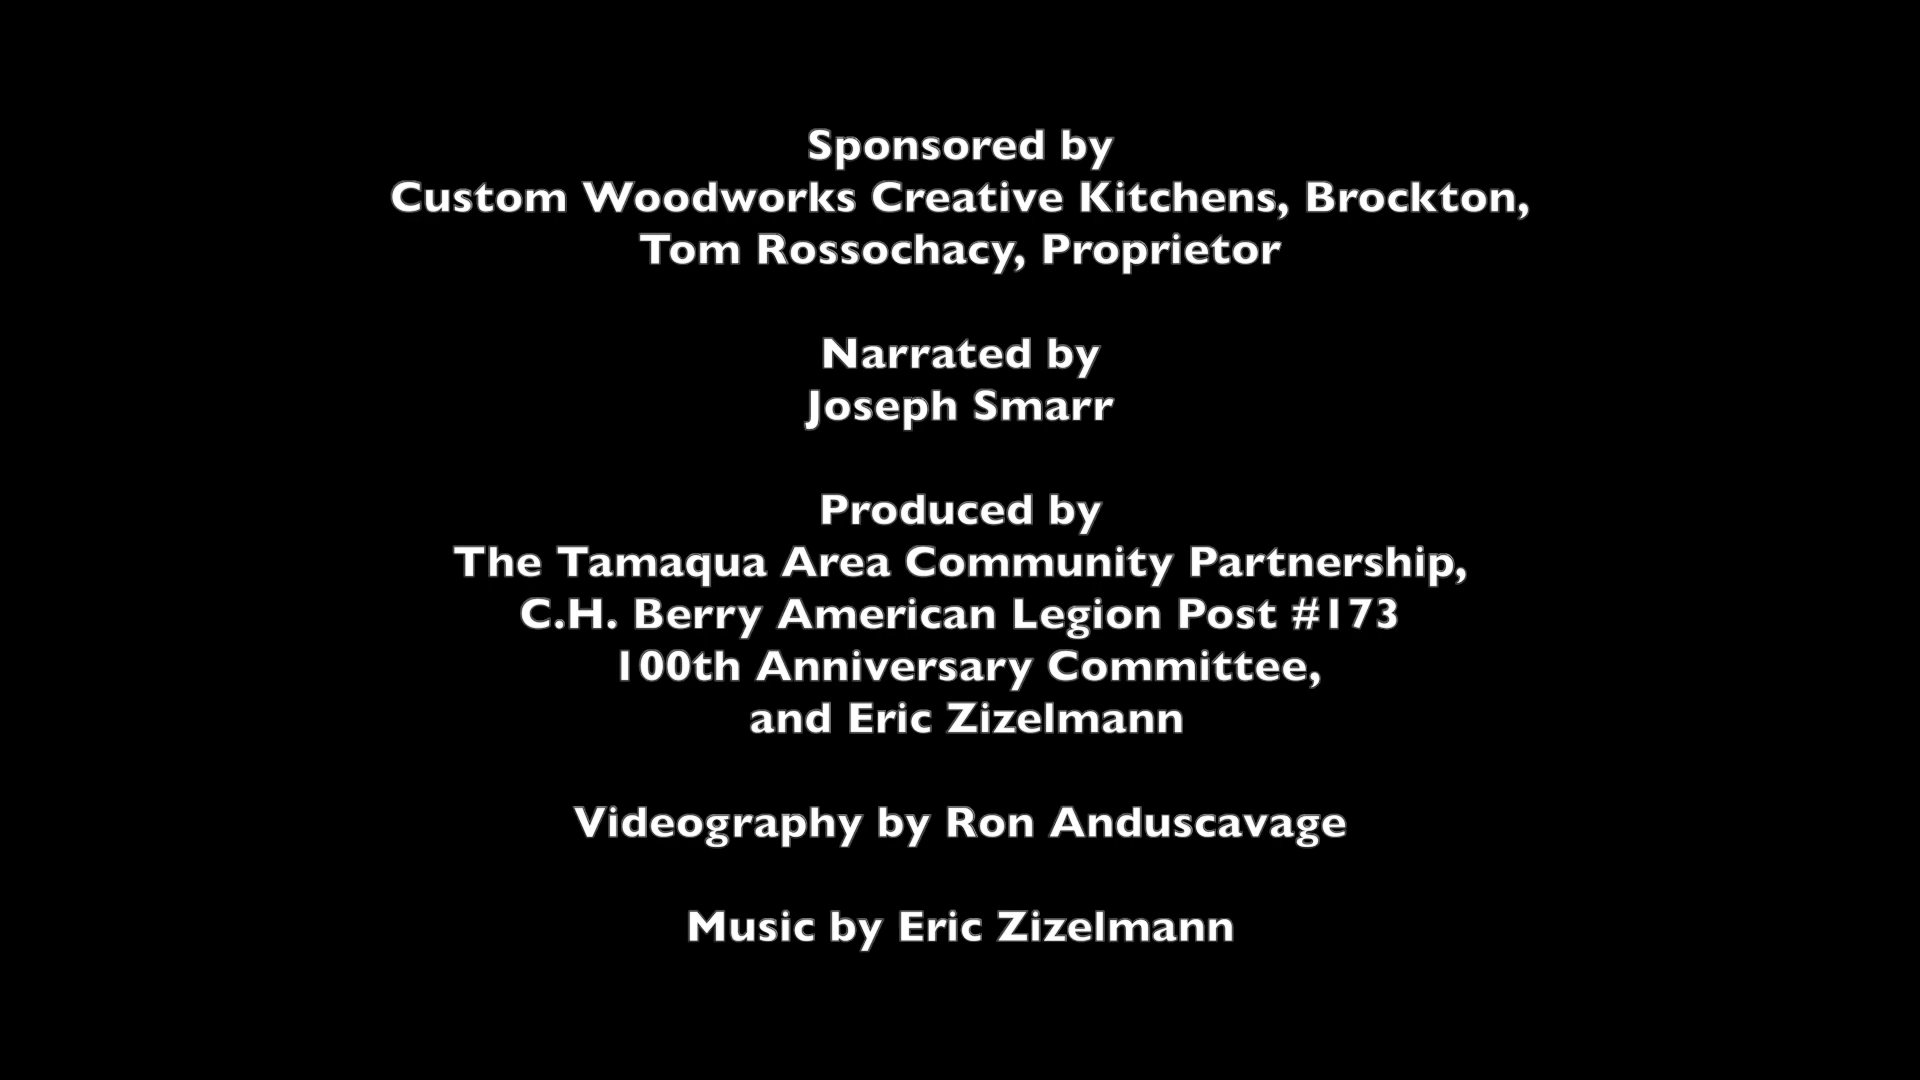 Sponsored by
Custom Woodworks Creative Kitchens, Brockton,
Tom Rossochacy, Proprietor
Narrated by
Joseph Smarr
Produced by
The Tamaqua Area Community Partnership,
C.H. Berry American Legion Post #173
100th Anniversary Committee,
and Eric Zizelmann
Videography by Ron Anduscavage
Music by Eric Zizelmann